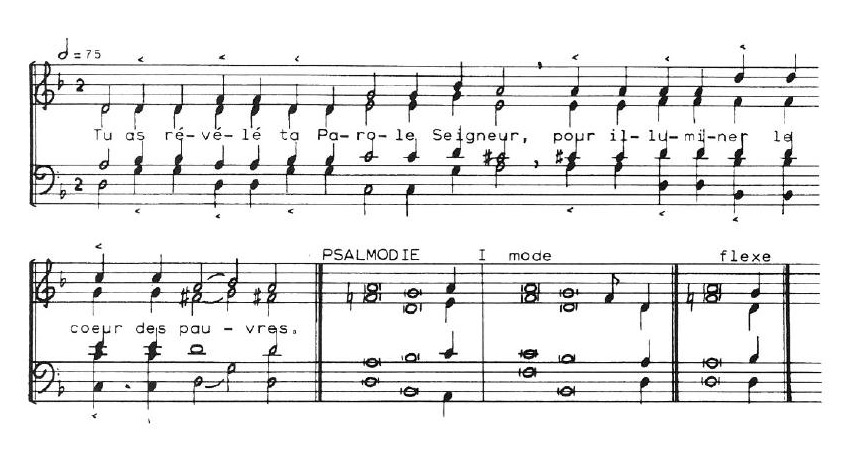 𝅗𝅥 = 75
Tu as ré-vé-lé ta Pa-ro-le Seigneur, pour il-lu-mi-ner le
PSALMODIE I mode flexe
coeur des pau-vres.